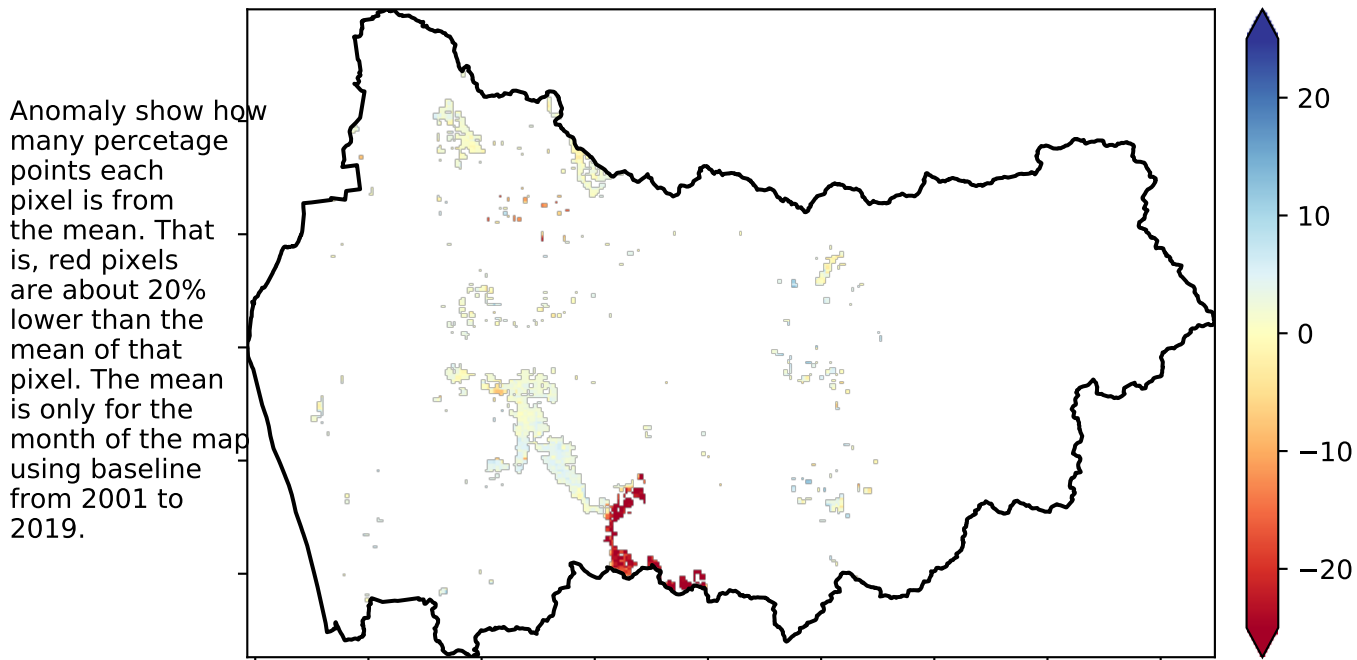 Anomaly show how
many percetage
points each
pixel is from
the mean. That
is, red pixels
are about 20%
lower than the
mean of that
pixel. The mean
is only for the
month of the map
using baseline
from 2001 to
2019.
20
10
0
−10
−20